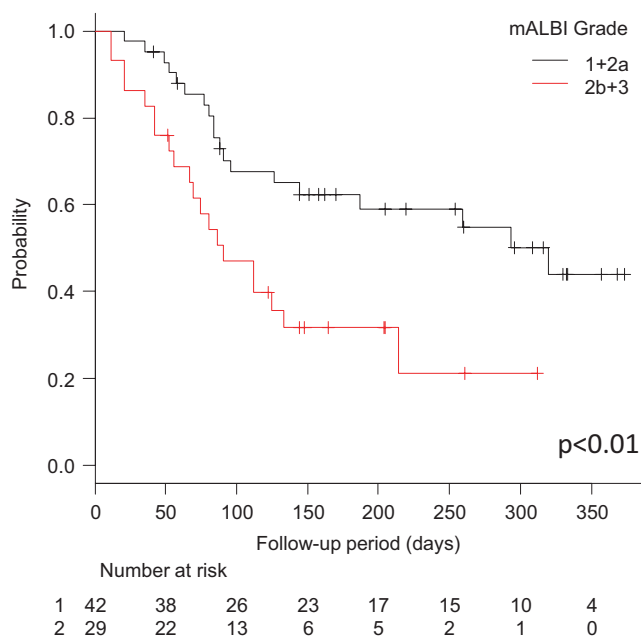 mALBI Grade
1+2a
2b+3
1.0
0.8
0.6
0.4
0.2
0.0
Probability
p<0.01
0 50 100 150 200 250 300 350
Follow-up period (days)
Number at risk
1 42 38 26 23 17 15 10 4
2 29 22 13 6 5 2 1 0